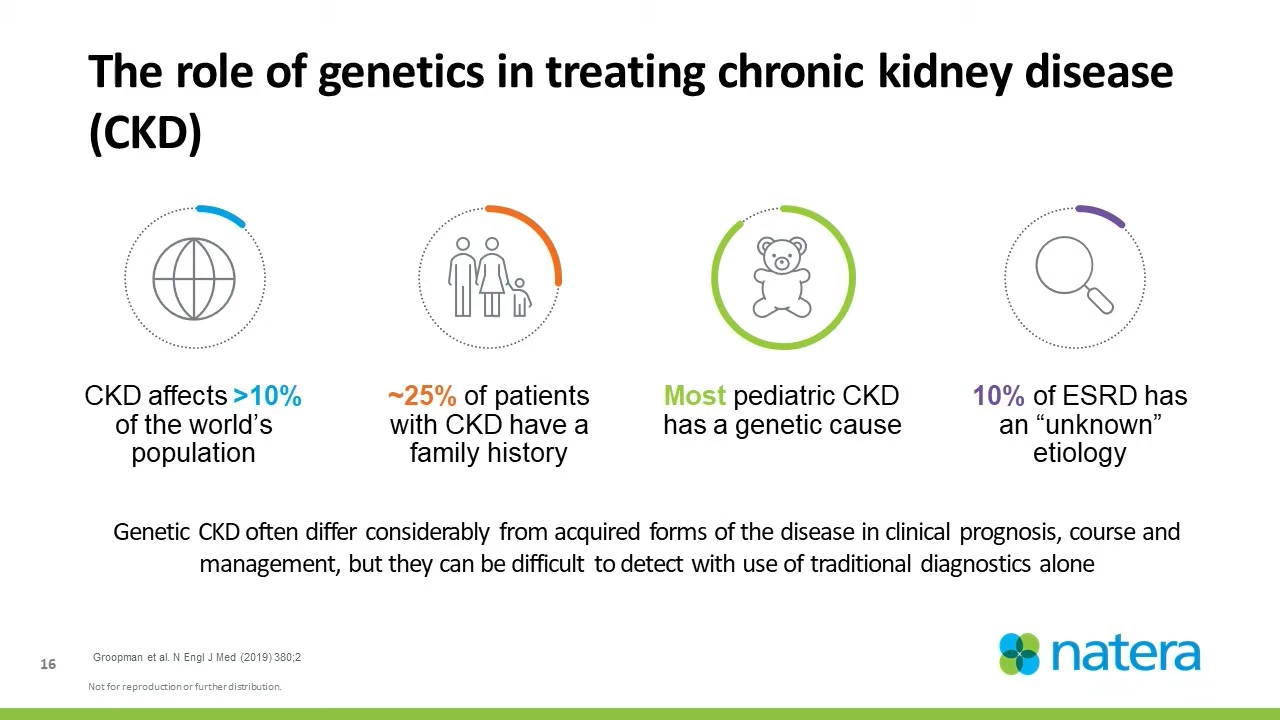 The role of genetics in treating chronic kidney disease
(CKD)
CKD affects >10%
of the world’s
population
~25% of patients
with CKD have a
family history
Most pediatric CKD
has a genetic cause
10% of ESRD has
an “unknown”
etiology
Genetic CKD often differ considerably from acquired forms of the disease in clinical prognosis, course and
management, but they can be difficult to detect with use of traditional diagnostics alone
16
Groopman et al. N Engl J Med (2019) 380;2
Not for reproduction or further distribution.
natera